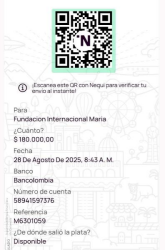 N
¡Escanea este QR con Nequi para verificar tu
envío al instante!
Para
Fundacion Internacional Maria
¿Cuánto?
$ 180.000,00
Fecha
28 De Agosto De 2025, 8:43 A. M.
Banco
Bancolombia
Número de cuenta
58941597376
Referencia
M6301059
¿De dónde salió la plata?
Disponible